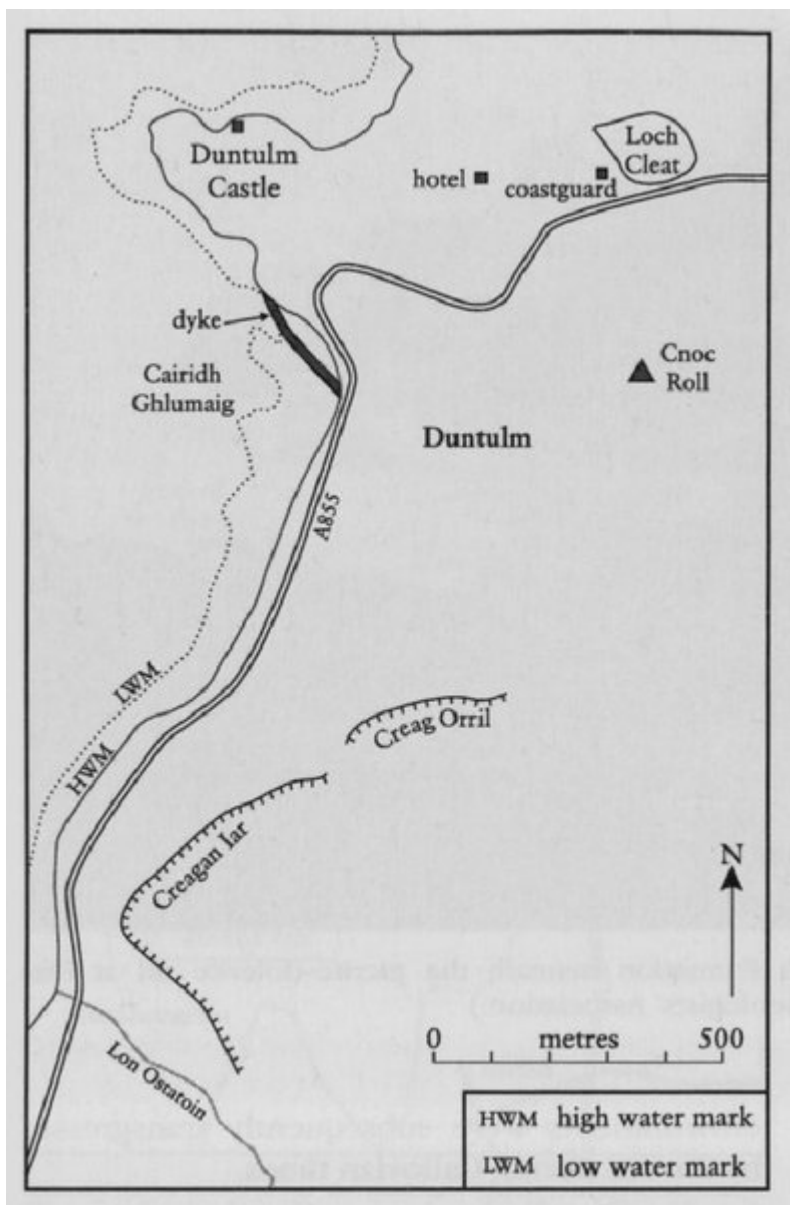 Duntulm
Castle
Loch
Cleat
hotel
coastguard
dyke
Cairidh
Ghlumaig
Cnoc
Roll
Duntulm
A855
LWM
HWM
Creag Orril
Creagan Iar
Lon Ostatoin
N
0 metres 500
HWM high water mark
LWM low water mark